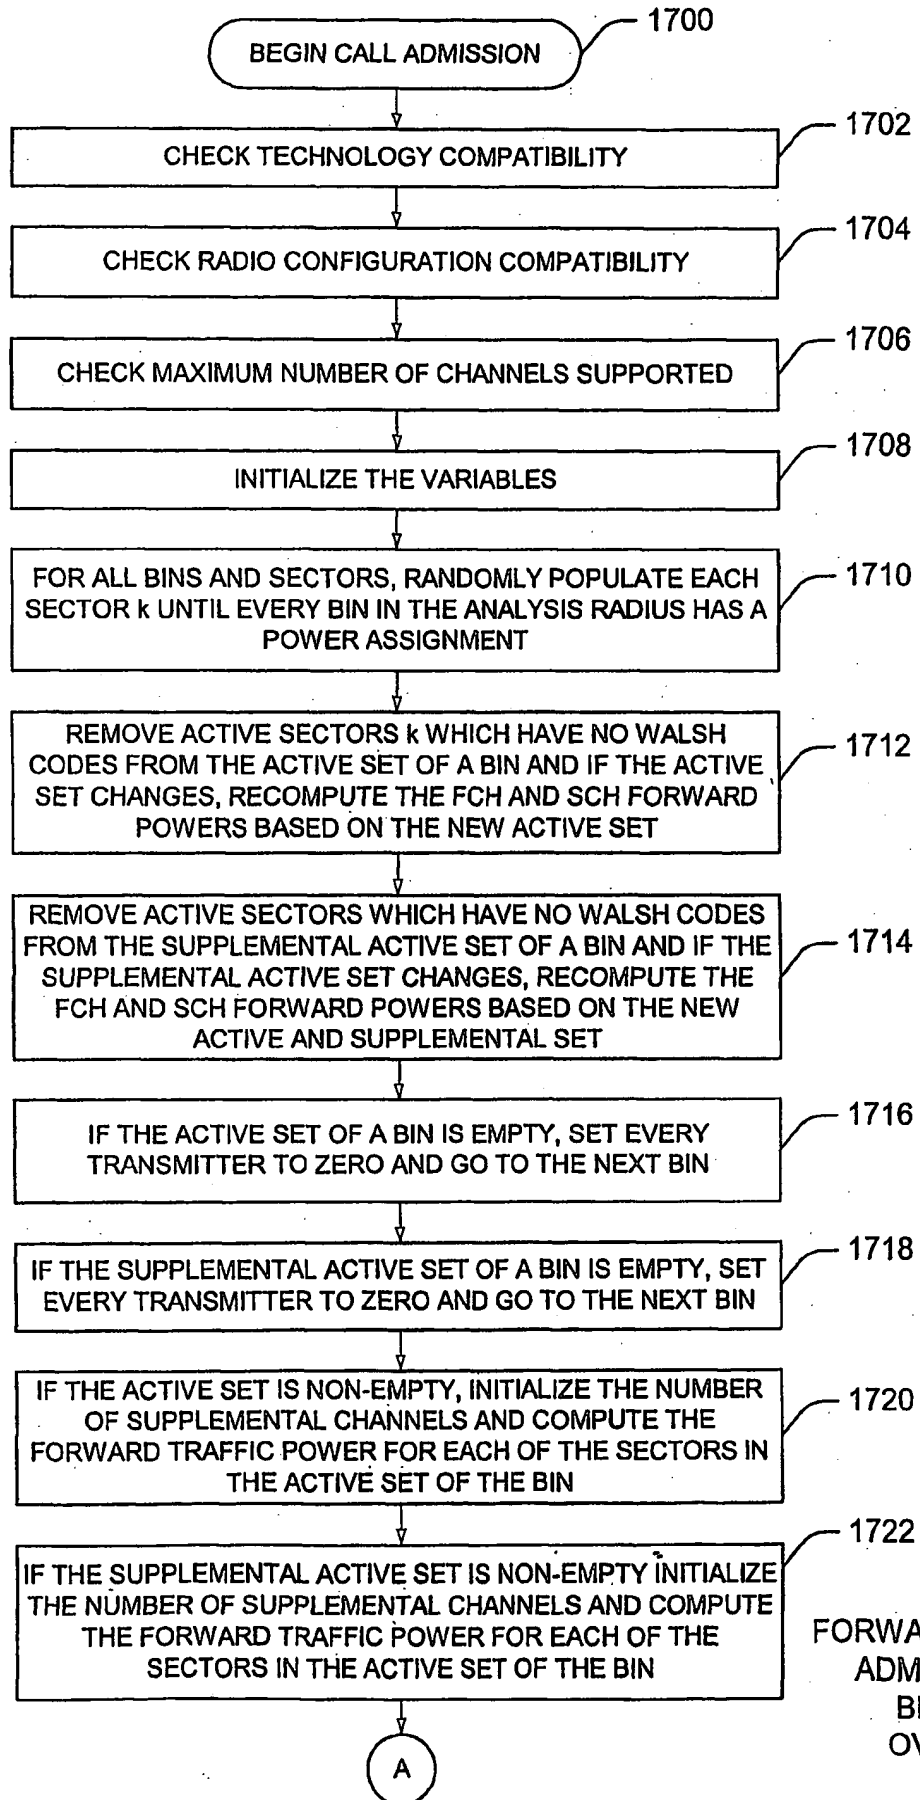 1700
BEGIN CALL ADMISSION
1702
CHECK TECHNOLOGY COMPATIBILITY
1704
CHECK RADIO CONFIGURATION COMPATIBILITY
1706
CHECK MAXIMUM NUMBER OF CHANNELS SUPPORTED
1708
INITIALIZE THE VARIABLES
1710
FOR ALL BINS AND SECTORS, RANDOMLY POPULATE EACH
SECTOR k UNTIL EVERY BIN IN THE ANALYSIS RADIUS HAS A
POWER ASSIGNMENT
1712
REMOVE ACTIVE SECTORS k WHICH HAVE NO WALSH
CODES FROM THE ACTIVE SET OF A BIN AND IF THE ACTIVE
SET CHANGES, RECOMPUTE THE FCH AND SCH FORWARD
POWERS BASED ON THE NEW ACTIVE SET
1714
REMOVE ACTIVE SECTORS WHICH HAVE NO WALSH CODES
FROM THE SUPPLEMENTAL ACTIVE SET OF A BIN AND IF THE
SUPPLEMENTAL ACTIVE SET CHANGES, RECOMPUTE THE
FCH AND SCH FORWARD POWERS BASED ON THE NEW
ACTIVE AND SUPPLEMENTAL SET
1716
IF THE ACTIVE SET OF A BIN IS EMPTY, SET EVERY
TRANSMITTER TO ZERO AND GO TO THE NEXT BIN
1718
IF THE SUPPLEMENTAL ACTIVE SET OF A BIN IS EMPTY, SET
EVERY TRANSMITTER TO ZERO AND GO TO THE NEXT BIN
1720
IF THE ACTIVE SET IS NON-EMPTY, INITIALIZE THE NUMBER
OF SUPPLEMENTAL CHANNELS AND COMPUTE THE
FORWARD TRAFFIC POWER FOR EACH OF THE SECTORS IN
THE ACTIVE SET OF THE BIN
1722
IF THE SUPPLEMENTAL ACTIVE SET IS NON-EMPTY INITIALIZE
THE NUMBER OF SUPPLEMENTAL CHANNELS AND COMPUTE
THE FORWARD TRAFFIC POWER FOR EACH OF THE
SECTORS IN THE ACTIVE SET OF THE BIN
A